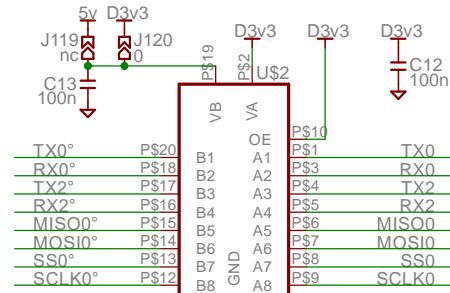 5v D3v3 D3v3 D3v3 D3v3
J119 J120
nc 0
C13 100n
C12 100n
P$19 P$2 U$2
VB VA
OE P$10
TX0° P$20 B1 A1 P$1 TX0
RX0° P$18 B2 A2 P$3 RX0
TX2° P$17 B3 A3 P$4 TX2
RX2° P$16 B4 A4 P$5 RX2
MISO0° P$15 B5 A5 P$6 MISO0
MOSI0° P$14 B6 A6 P$7 MOSI0
SS0° P$13 B7 A7 P$8 SS0
SCLK0° P$12 B8 A8 P$9 SCLK0
GND